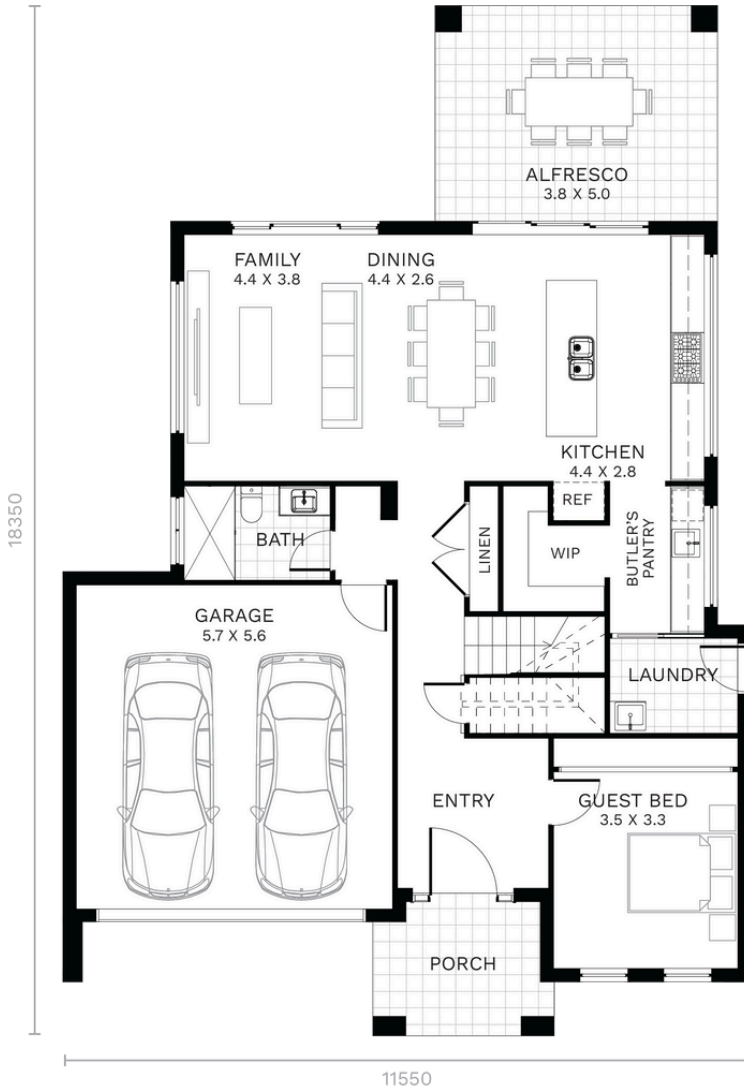 ALFRESCO
3.8 X 5.0
FAMILY
4.4 X 3.8
DINING
4.4 X 2.6
KITCHEN
4.4 X 2.8
REF
BATH
LINEN
WIP
BUTLER'S
PANTRY
GARAGE
5.7 X 5.6
LAUNDRY
ENTRY
GUEST BED
3.5 X 3.3
PORCH
18350
11550